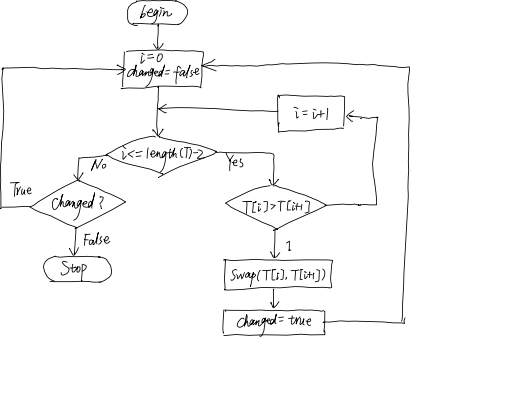 begin
i=0
changed=false
i=i+1
i<=length(T)-2
No
Yes
True
changed?
T[i]>T[i+1]
False
1
Stop
Swap(T[i],T[i+1])
changed=true